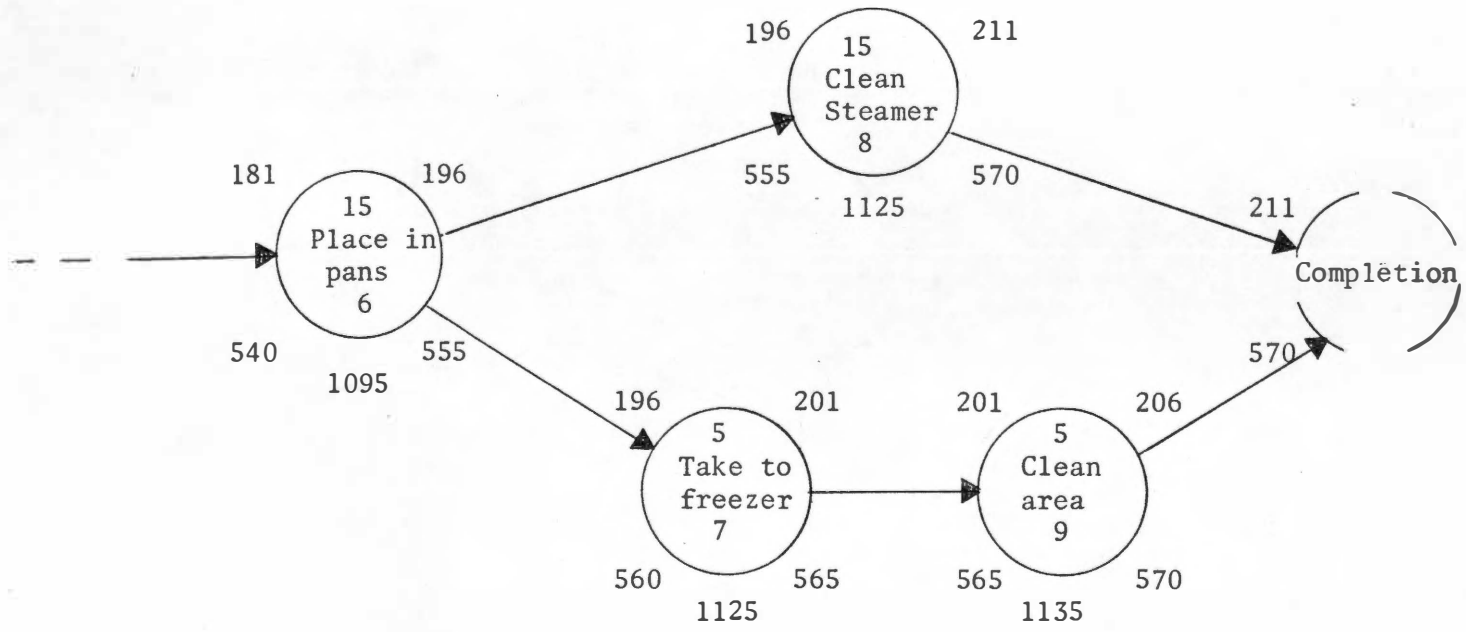 196 211
15
Clean
Steamer
8
555 570
1125
181 196
15
Place in
pans
6
540 555
1095
211
Completion
570
196 201
5
Take to
freezer
7
560 565
1125
201 206
5
Clean
area
9
565 570
1135